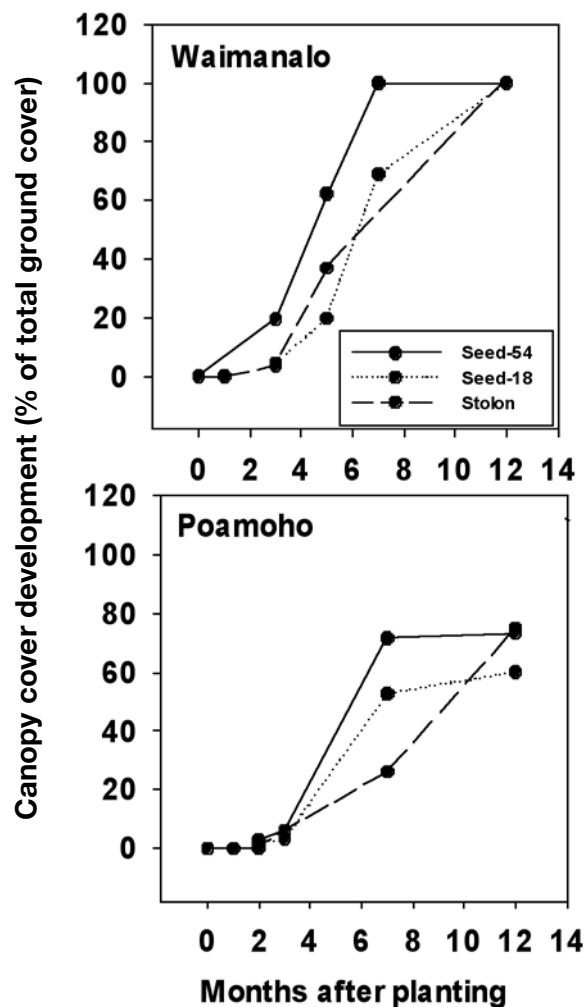 Canopy cover development (% of total ground cover)
Waimanalo
120
100
80
60
40
20
0
Seed-54
Seed-18
Stolon
0 2 4 6 8 10 12 14
Poamoho
120
100
80
60
40
20
0
0 2 4 6 8 10 12 14
Months after planting